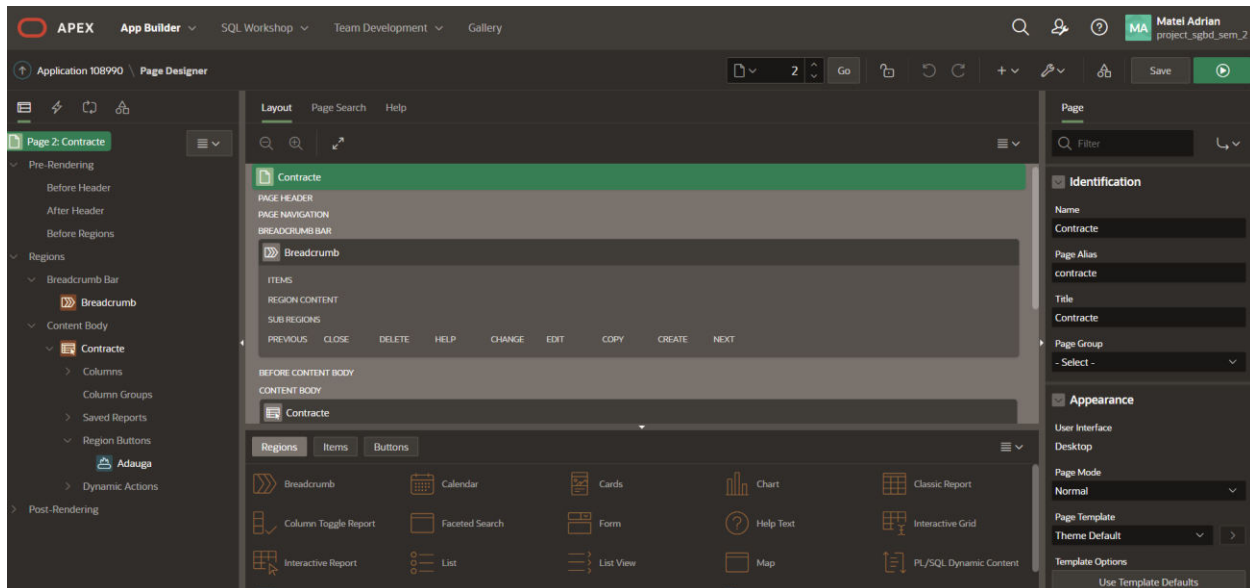 APEX App Builder SQL Workshop Team Development Gallery MA Matei Adrian
project_sgbd_sem_2
Application 108990 \ Page Designer 2 Go Save
Layout Page Search Help Page
Page 2: Contracte
Filter
Pre-Rendering
Before Header
After Header
Before Regions
Regions
Breadcrumb Bar
Breadcrumb
Content Body
Contracte
Columns
Column Groups
Saved Reports
Region Buttons
Adauga
Dynamic Actions
Post-Rendering
Contracte
PAGE HEADER
PAGE NAVIGATION
BREADCRUMB BAR
Breadcrumb
ITEMS
REGION CONTENT
SUB REGIONS
PREVIOUS CLOSE DELETE HELP CHANGE EDIT COPY CREATE NEXT
BEFORE CONTENT BODY
CONTENT BODY
Contracte
Regions Items Buttons
Breadcrumb Calendar Cards Chart Classic Report
Column Toggle Report Faceted Search Form Help Text Interactive Grid
Interactive Report List List View Map PL/SQL Dynamic Content
Identification
Name
Contracte
Page Alias
contracte
Title
Contracte
Page Group
- Select -
Appearance
User Interface
Desktop
Page Mode
Normal
Page Template
Theme Default
Template Options
Use Template Defaults